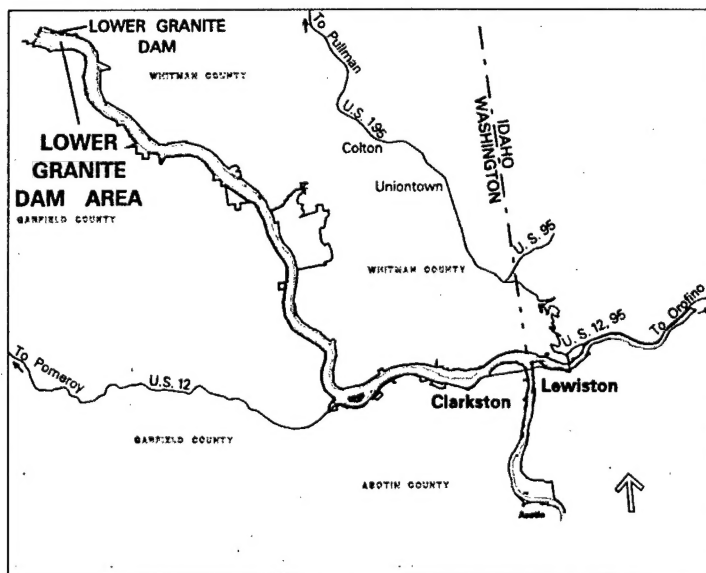 LOWER GRANITE
DAM
WHITMAN COUNTY
LOWER
GRANITE
DAM AREA
GARFIELD COUNTY
To Pullman
U.S. 195
Colton
Uniontown
IDAHO
WASHINGTON
U.S. 95
WHITMAN COUNTY
U.S. 12, 95
To Orofino
To Pomeroy
U.S. 12
Clarkston
Lewiston
GARFIELD COUNTY
ASOTIN COUNTY
Asotin